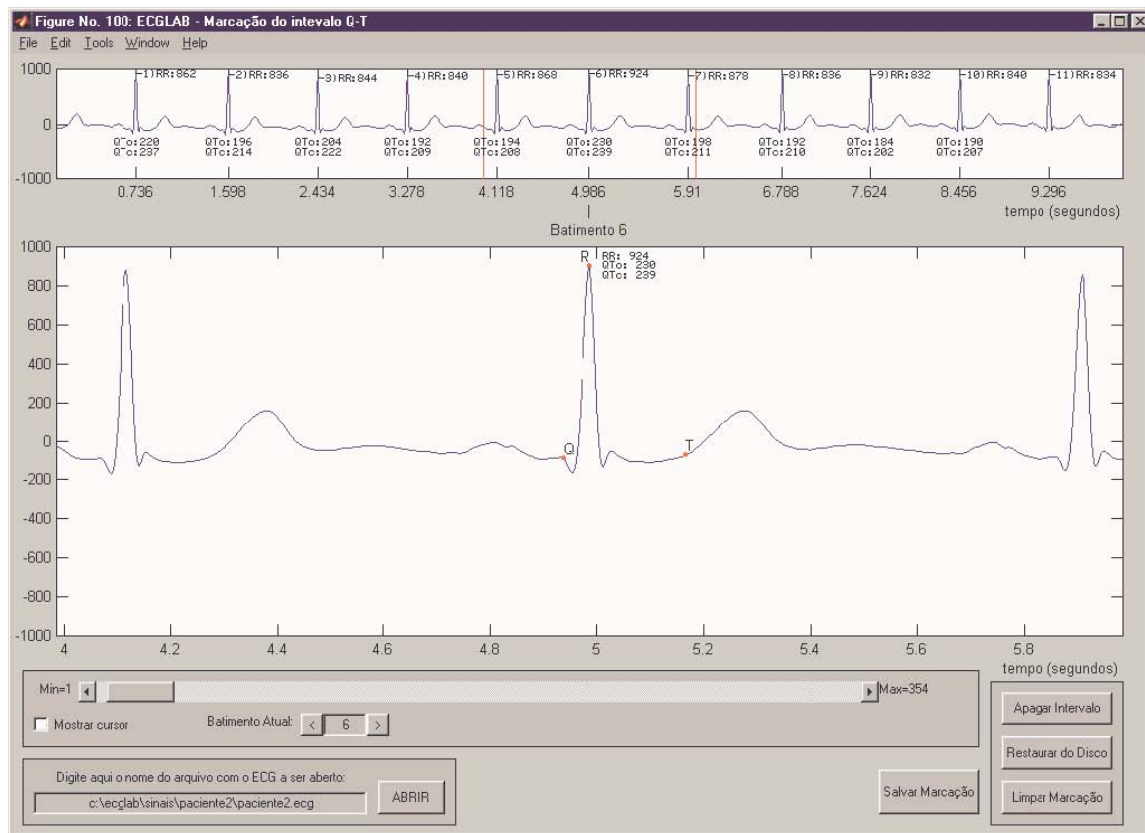 Figure No. 100: ECGLAB - Marcação do intevalo Q-T
File Edit Tools Window Help
1000
1)RR:862 2)RR:836 3)RR:844 4)RR:840 5)RR:868 6)RR:924 7)RR:878 8)RR:836 9)RR:832 10)RR:840 11)RR:834
0
QTo:220 QTo:196 QTo:204 QTo:192 QTo:194 QTo:230 QTo:198 QTo:192 QTo:184 QTo:190
QTc:237 QTc:214 QTc:222 QTc:209 QTc:208 QTc:239 QTc:211 QTc:210 QTc:202 QTc:207
-1000
0.736 1.598 2.434 3.278 4.118 4.986 5.91 6.788 7.624 8.456 9.296
tempo (segundos)
Batimento 6
1000
R RR: 924
QTo: 230
QTc: 239
800
600
400
200
0
Q T
-200
-400
-600
-800
-1000
4 4.2 4.4 4.6 4.8 5 5.2 5.4 5.6 5.8
tempo (segundos)
Min=1 Max=354
Mostrar cursor Batimento Atual: < 6 >
Apagar Intervalo
Restaurar do Disco
Limpar Marcação
Digite aqui o nome do arquivo com o ECG a ser aberto:
c:\ecglab\sinais\paciente2\paciente2.ecg ABRIR
Salvar Marcação